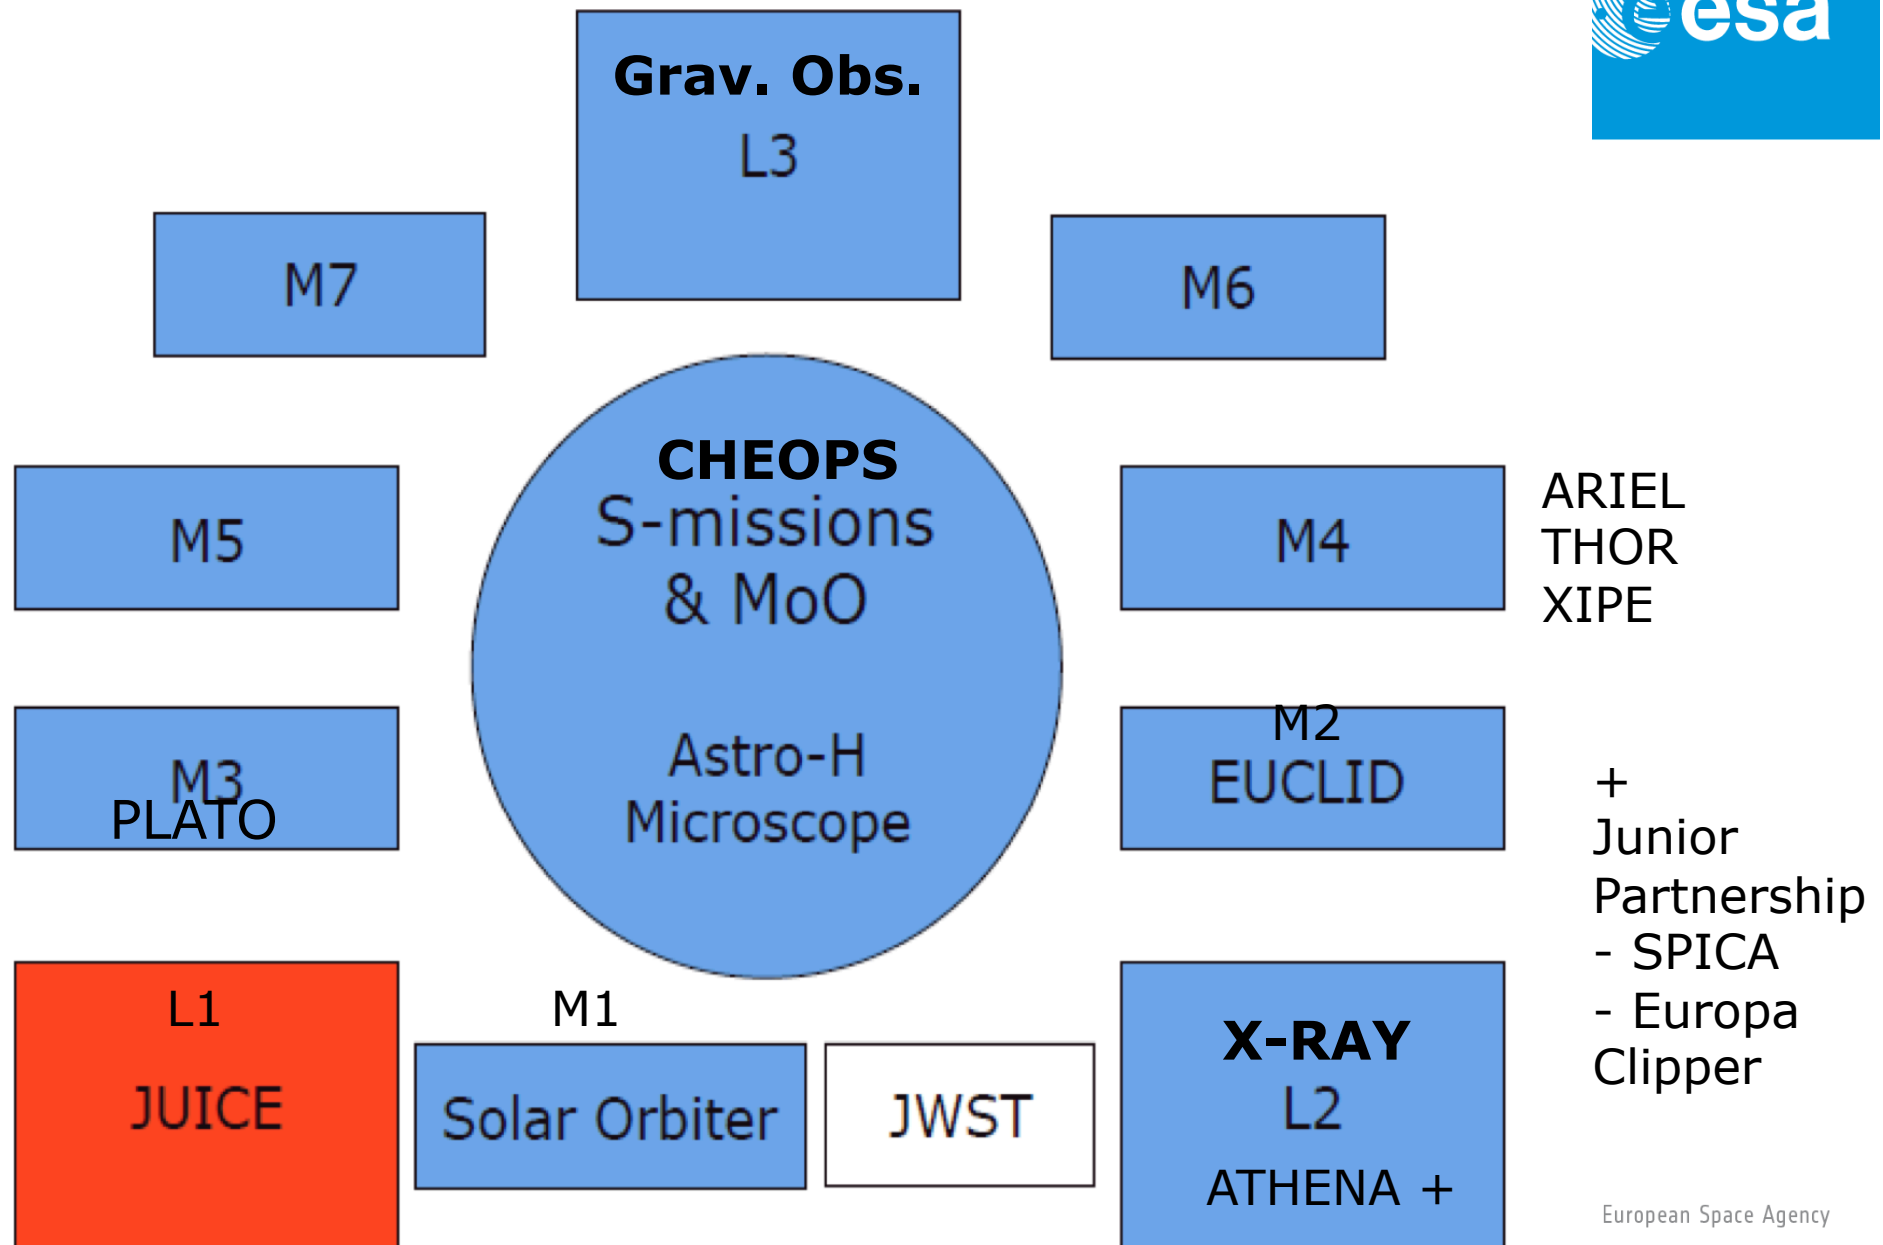 esa
Grav. Obs.
L3
M7
M6
CHEOPS
S-missions
& MoO
Astro-H
Microscope
M5
M4
ARIEL
THOR
XIPE
M3
PLATO
M2
EUCLID
+
Junior
Partnership
- SPICA
- Europa
Clipper
L1
JUICE
M1
Solar Orbiter
JWST
X-RAY
L2
ATHENA +
European Space Agency